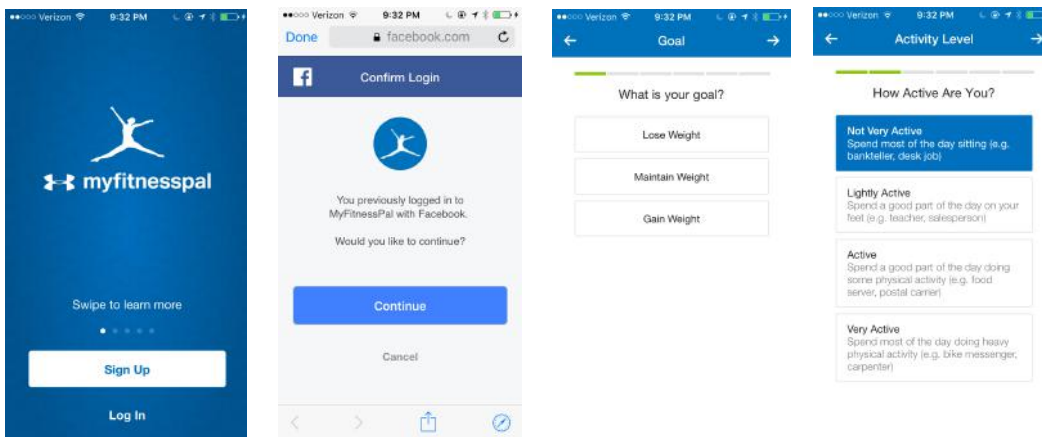 ●●○○○ Verizon 9:32 PM
myfitnesspal
Swipe to learn more
Sign Up
Log In
●●○○○ Verizon 9:32 PM
Done facebook.com
f Confirm Login
You previously logged in to
MyFitnessPal with Facebook.
Would you like to continue?
Continue
Cancel
●●○○○ Verizon 9:32 PM
← Goal →
What is your goal?
Lose Weight
Maintain Weight
Gain Weight
●●○○○ Verizon 9:32 PM
← Activity Level →
How Active Are You?
Not Very Active
Spend most of the day sitting (e.g.
bankteller, desk job)
Lightly Active
Spend a good part of the day on your
feet (e.g. teacher, salesperson)
Active
Spend a good part of the day doing
some physical activity (e.g. food
server, postal carrier)
Very Active
Spend most of the day doing heavy
physical activity (e.g. bike messenger,
carpenter)